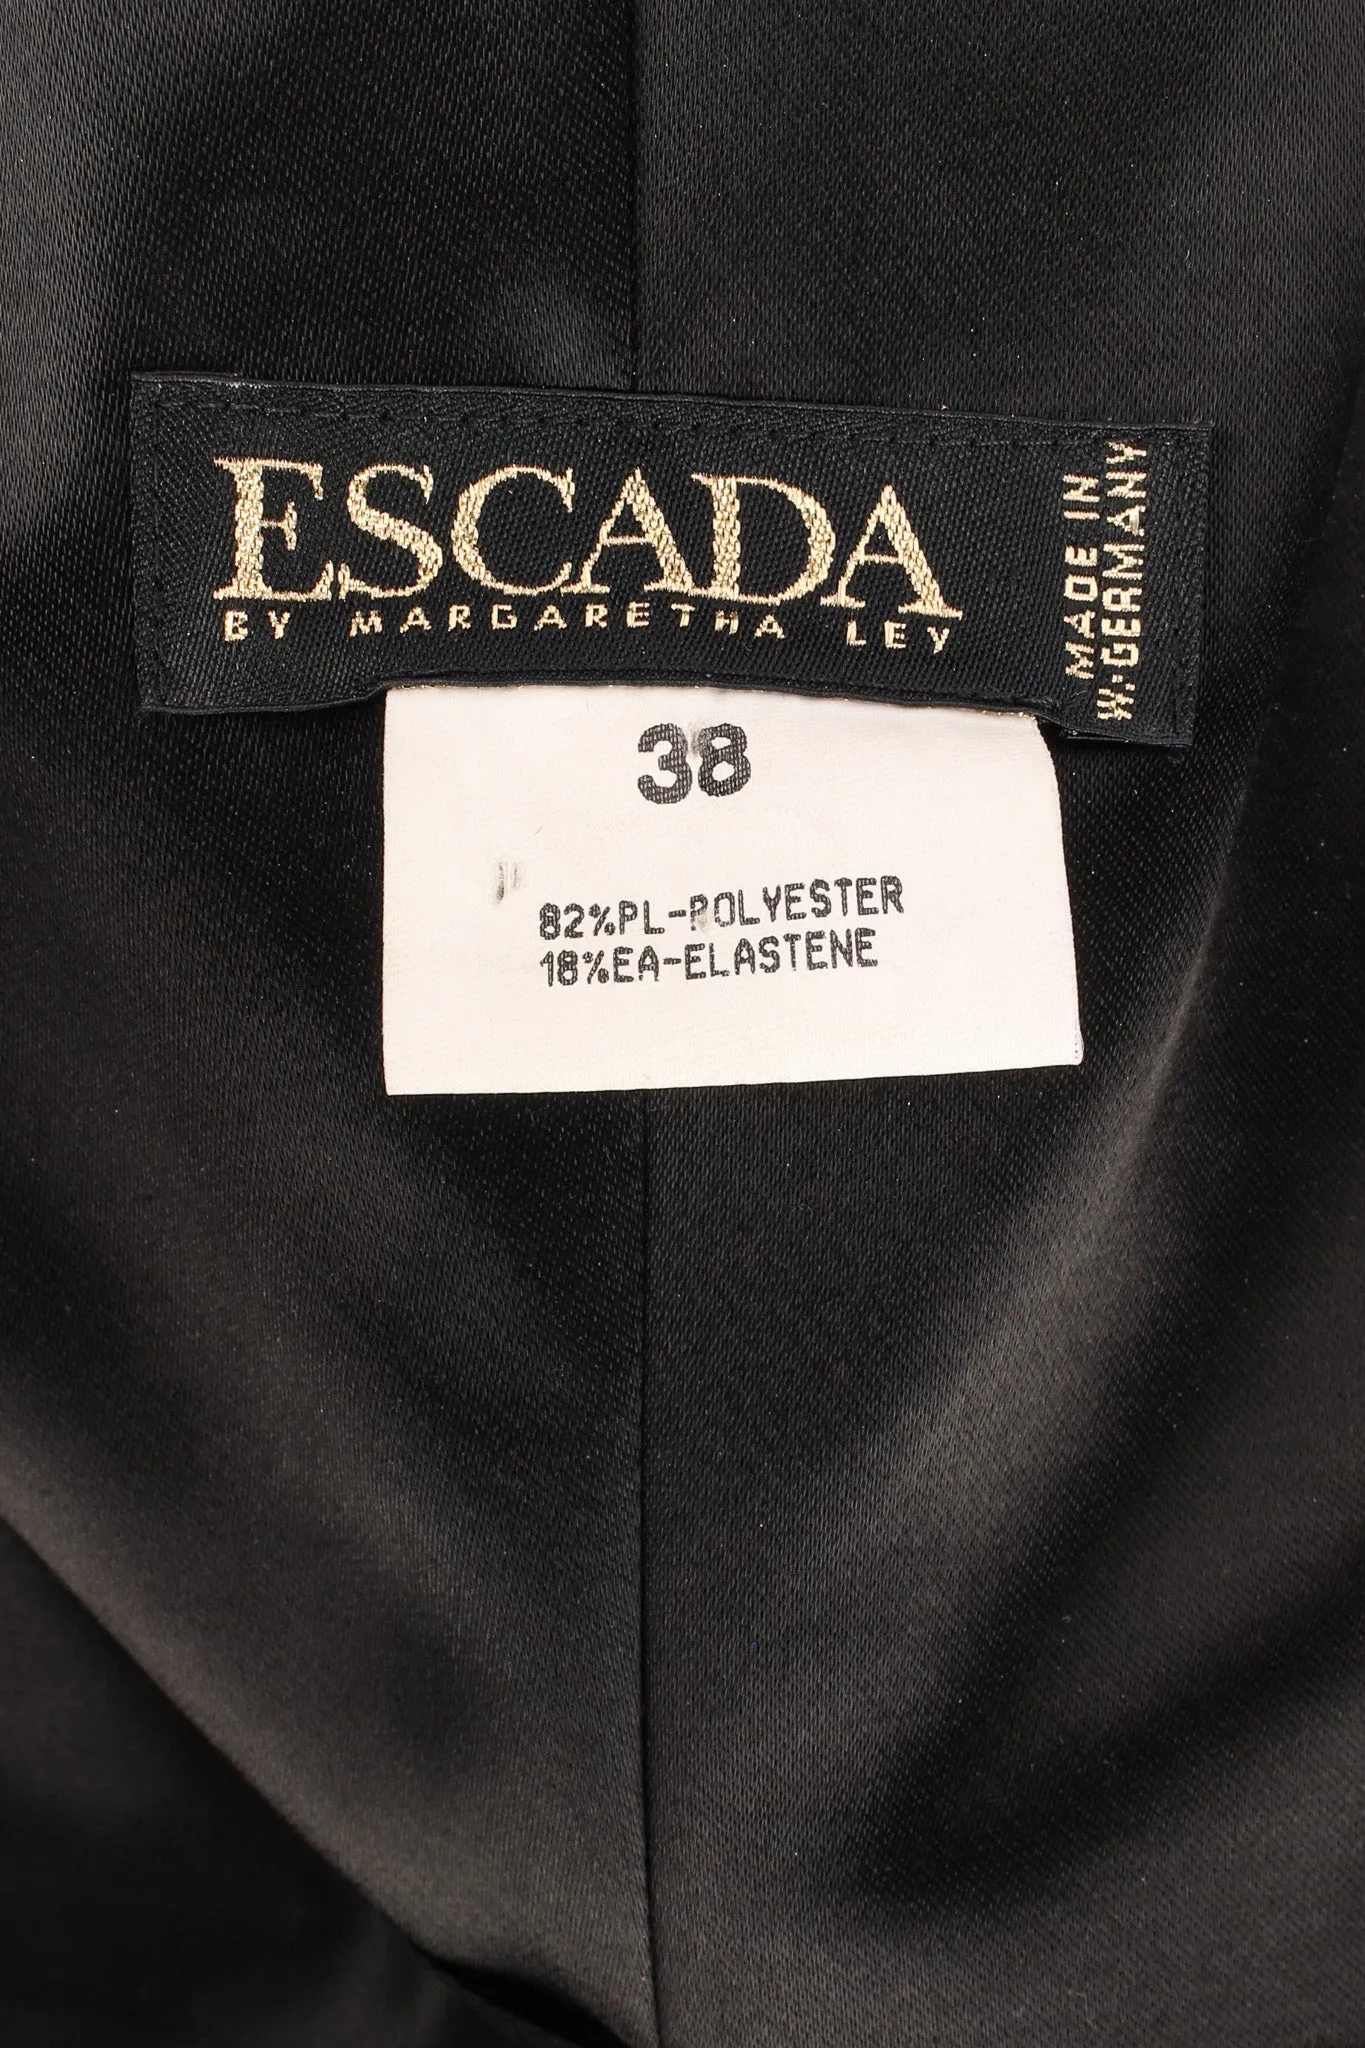 ESCADA
BY MARGARETHA LEY
MADE IN
W.-GERMANY
38
82%PL-POLYESTER
18%EA-ELASTENE